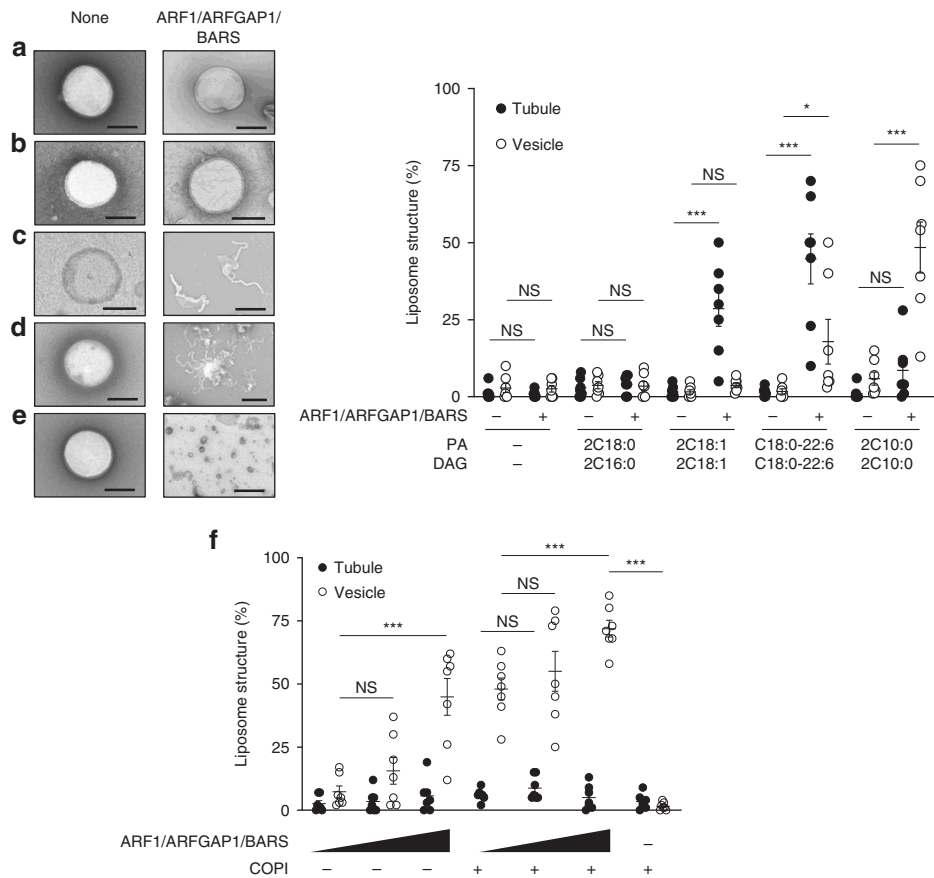 None
ARF1/ARFGAP1/
BARS
a
b
c
d
e
100
75
50
25
0
Liposome structure (%)
Tubule
Vesicle
NS
NS
NS
NS
***
NS
***
*
NS
***
ARF1/ARFGAP1/BARS – + – + – + – + – +
PA – 2C18:0 2C18:1 C18:0-22:6 2C10:0
DAG – 2C16:0 2C18:1 C18:0-22:6 2C10:0
f
100
75
50
25
0
Liposome structure (%)
Tubule
Vesicle
NS
***
NS
NS
***
***
ARF1/ARFGAP1/BARS –
COPI – – – + + + +